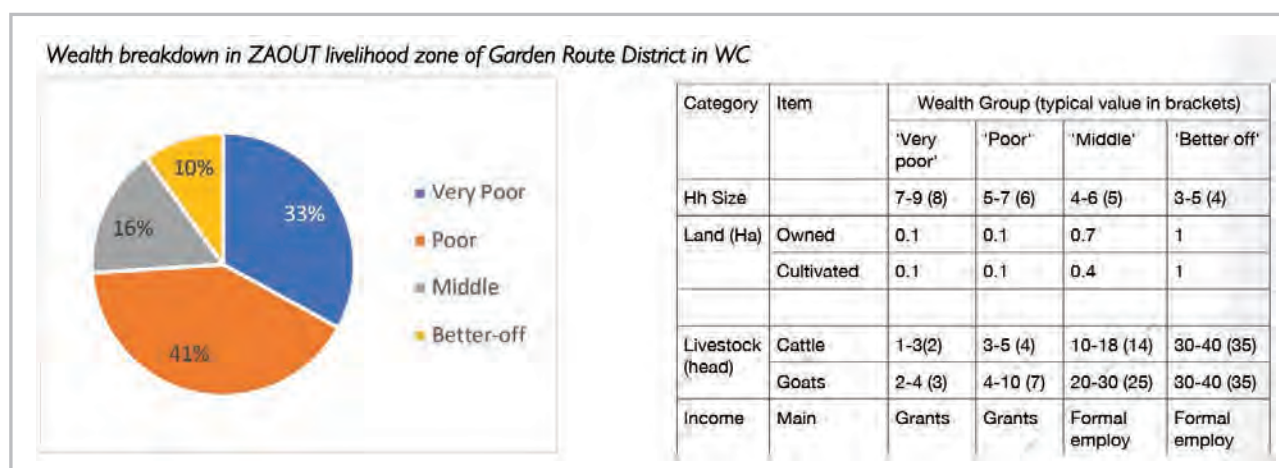 Wealth breakdown in ZAOUT livelihood zone of Garden Route District in WC
10%
33%
16%
41%
Very Poor
Poor
Middle
Better-off
Category Item Wealth Group (typical value in brackets)
'Very poor' 'Poor' 'Middle' 'Better off'
Hh Size 7-9 (8) 5-7 (6) 4-6 (5) 3-5 (4)
Land (Ha) Owned 0.1 0.1 0.7 1
Cultivated 0.1 0.1 0.4 1
Livestock (head) Cattle 1-3(2) 3-5 (4) 10-18 (14) 30-40 (35)
Goats 2-4 (3) 4-10 (7) 20-30 (25) 30-40 (35)
Income Main Grants Grants Formal employ Formal employ